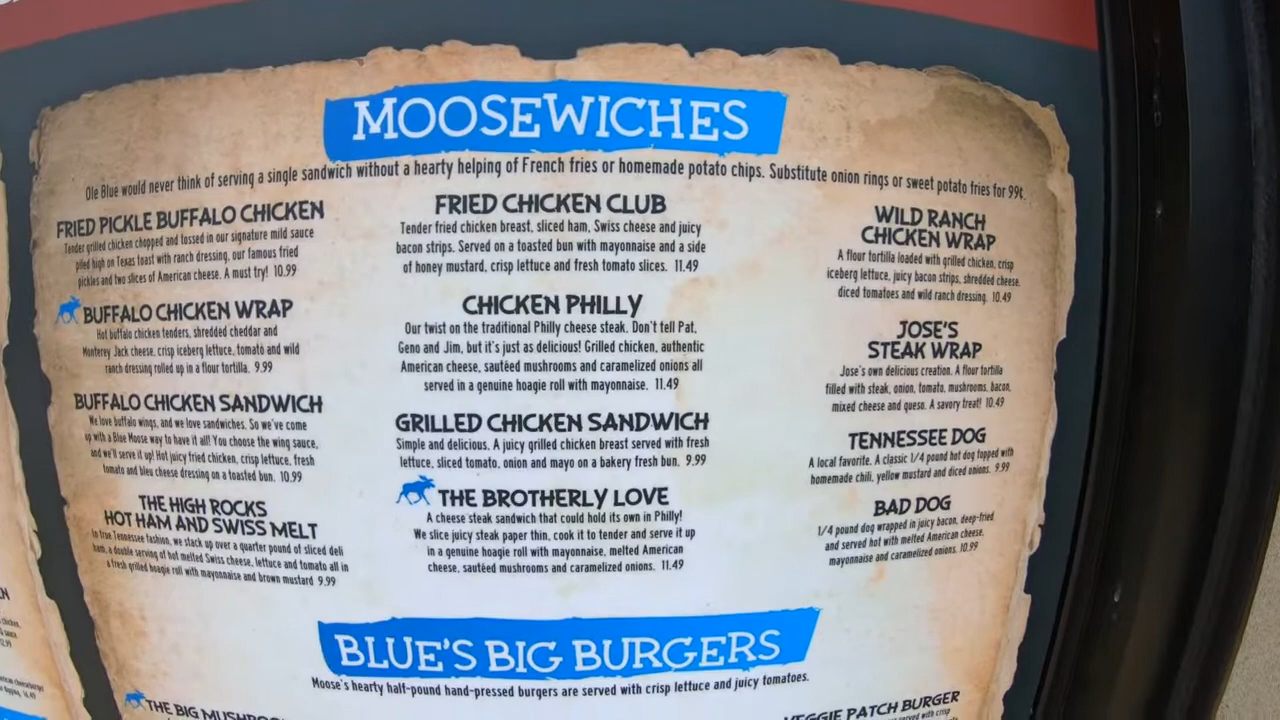 MOOSEWICHES
Ole Blue would never think of serving a single sandwich without a hearty helping of French fries or homemade potato chips. Substitute onion rings or sweet potato fries for 99¢.
FRIED PICKLE BUFFALO CHICKEN
Tender grilled chicken chopped and tossed in our signature mild sauce
piled high on Texas toast with ranch dressing, our famous fried
pickles and two slices of American cheese. A must try! 10.99
BUFFALO CHICKEN WRAP
Hot buffalo chicken tenders, shredded cheddar and
Monterey Jack cheese, crisp iceberg lettuce, tomato and wild
ranch dressing rolled up in a flour tortilla. 9.99
BUFFALO CHICKEN SANDWICH
We love buffalo wings, and we love sandwiches. So we've come
up with a Blue Moose way to have it all! You choose the wing sauce,
and we'll serve it up! Hot juicy fried chicken, crisp lettuce, fresh
tomato and bleu cheese dressing on a toasted bun. 10.99
THE HIGH ROCKS
HOT HAM AND SWISS MELT
In true Tennessee fashion, we stack up over a quarter pound of sliced deli
ham, a double serving of hot melted Swiss cheese, lettuce and tomato all in
a fresh grilled hoagie roll with mayonnaise and brown mustard 9.99
FRIED CHICKEN CLUB
Tender fried chicken breast, sliced ham, Swiss cheese and juicy
bacon strips. Served on a toasted bun with mayonnaise and a side
of honey mustard, crisp lettuce and fresh tomato slices. 11.49
CHICKEN PHILLY
Our twist on the traditional Philly cheese steak. Don't tell Pat,
Geno and Jim, but it's just as delicious! Grilled chicken, authentic
American cheese, sautéed mushrooms and caramelized onions all
served in a genuine hoagie roll with mayonnaise. 11.49
GRILLED CHICKEN SANDWICH
Simple and delicious. A juicy grilled chicken breast served with fresh
lettuce, sliced tomato, onion and mayo on a bakery fresh bun. 9.99
THE BROTHERLY LOVE
A cheese steak sandwich that could hold its own in Philly!
We slice juicy steak paper thin, cook it to tender and serve it up
in a genuine hoagie roll with mayonnaise, melted American
cheese, sautéed mushrooms and caramelized onions. 11.49
WILD RANCH
CHICKEN WRAP
A flour tortilla loaded with grilled chicken, crisp
iceberg lettuce, juicy bacon strips, shredded cheese,
diced tomatoes and wild ranch dressing. 10.49
JOSE'S
STEAK WRAP
Jose's own delicious creation. A flour tortilla
filled with steak, onion, tomato, mushrooms, bacon,
mixed cheese and queso. A savory treat! 10.49
TENNESSEE DOG
A local favorite. A classic 1/4 pound hot dog topped with
homemade chili, yellow mustard and diced onions. 9.99
BAD DOG
1/4 pound dog wrapped in juicy bacon, deep-fried
and served hot with melted American cheese,
mayonnaise and caramelized onions. 10.99
BLUE'S BIG BURGERS
Moose's hearty half-pound hand-pressed burgers are served with crisp lettuce and juicy tomatoes.
THE BIG
VEGGIE PATCH BURGER
served with crisp